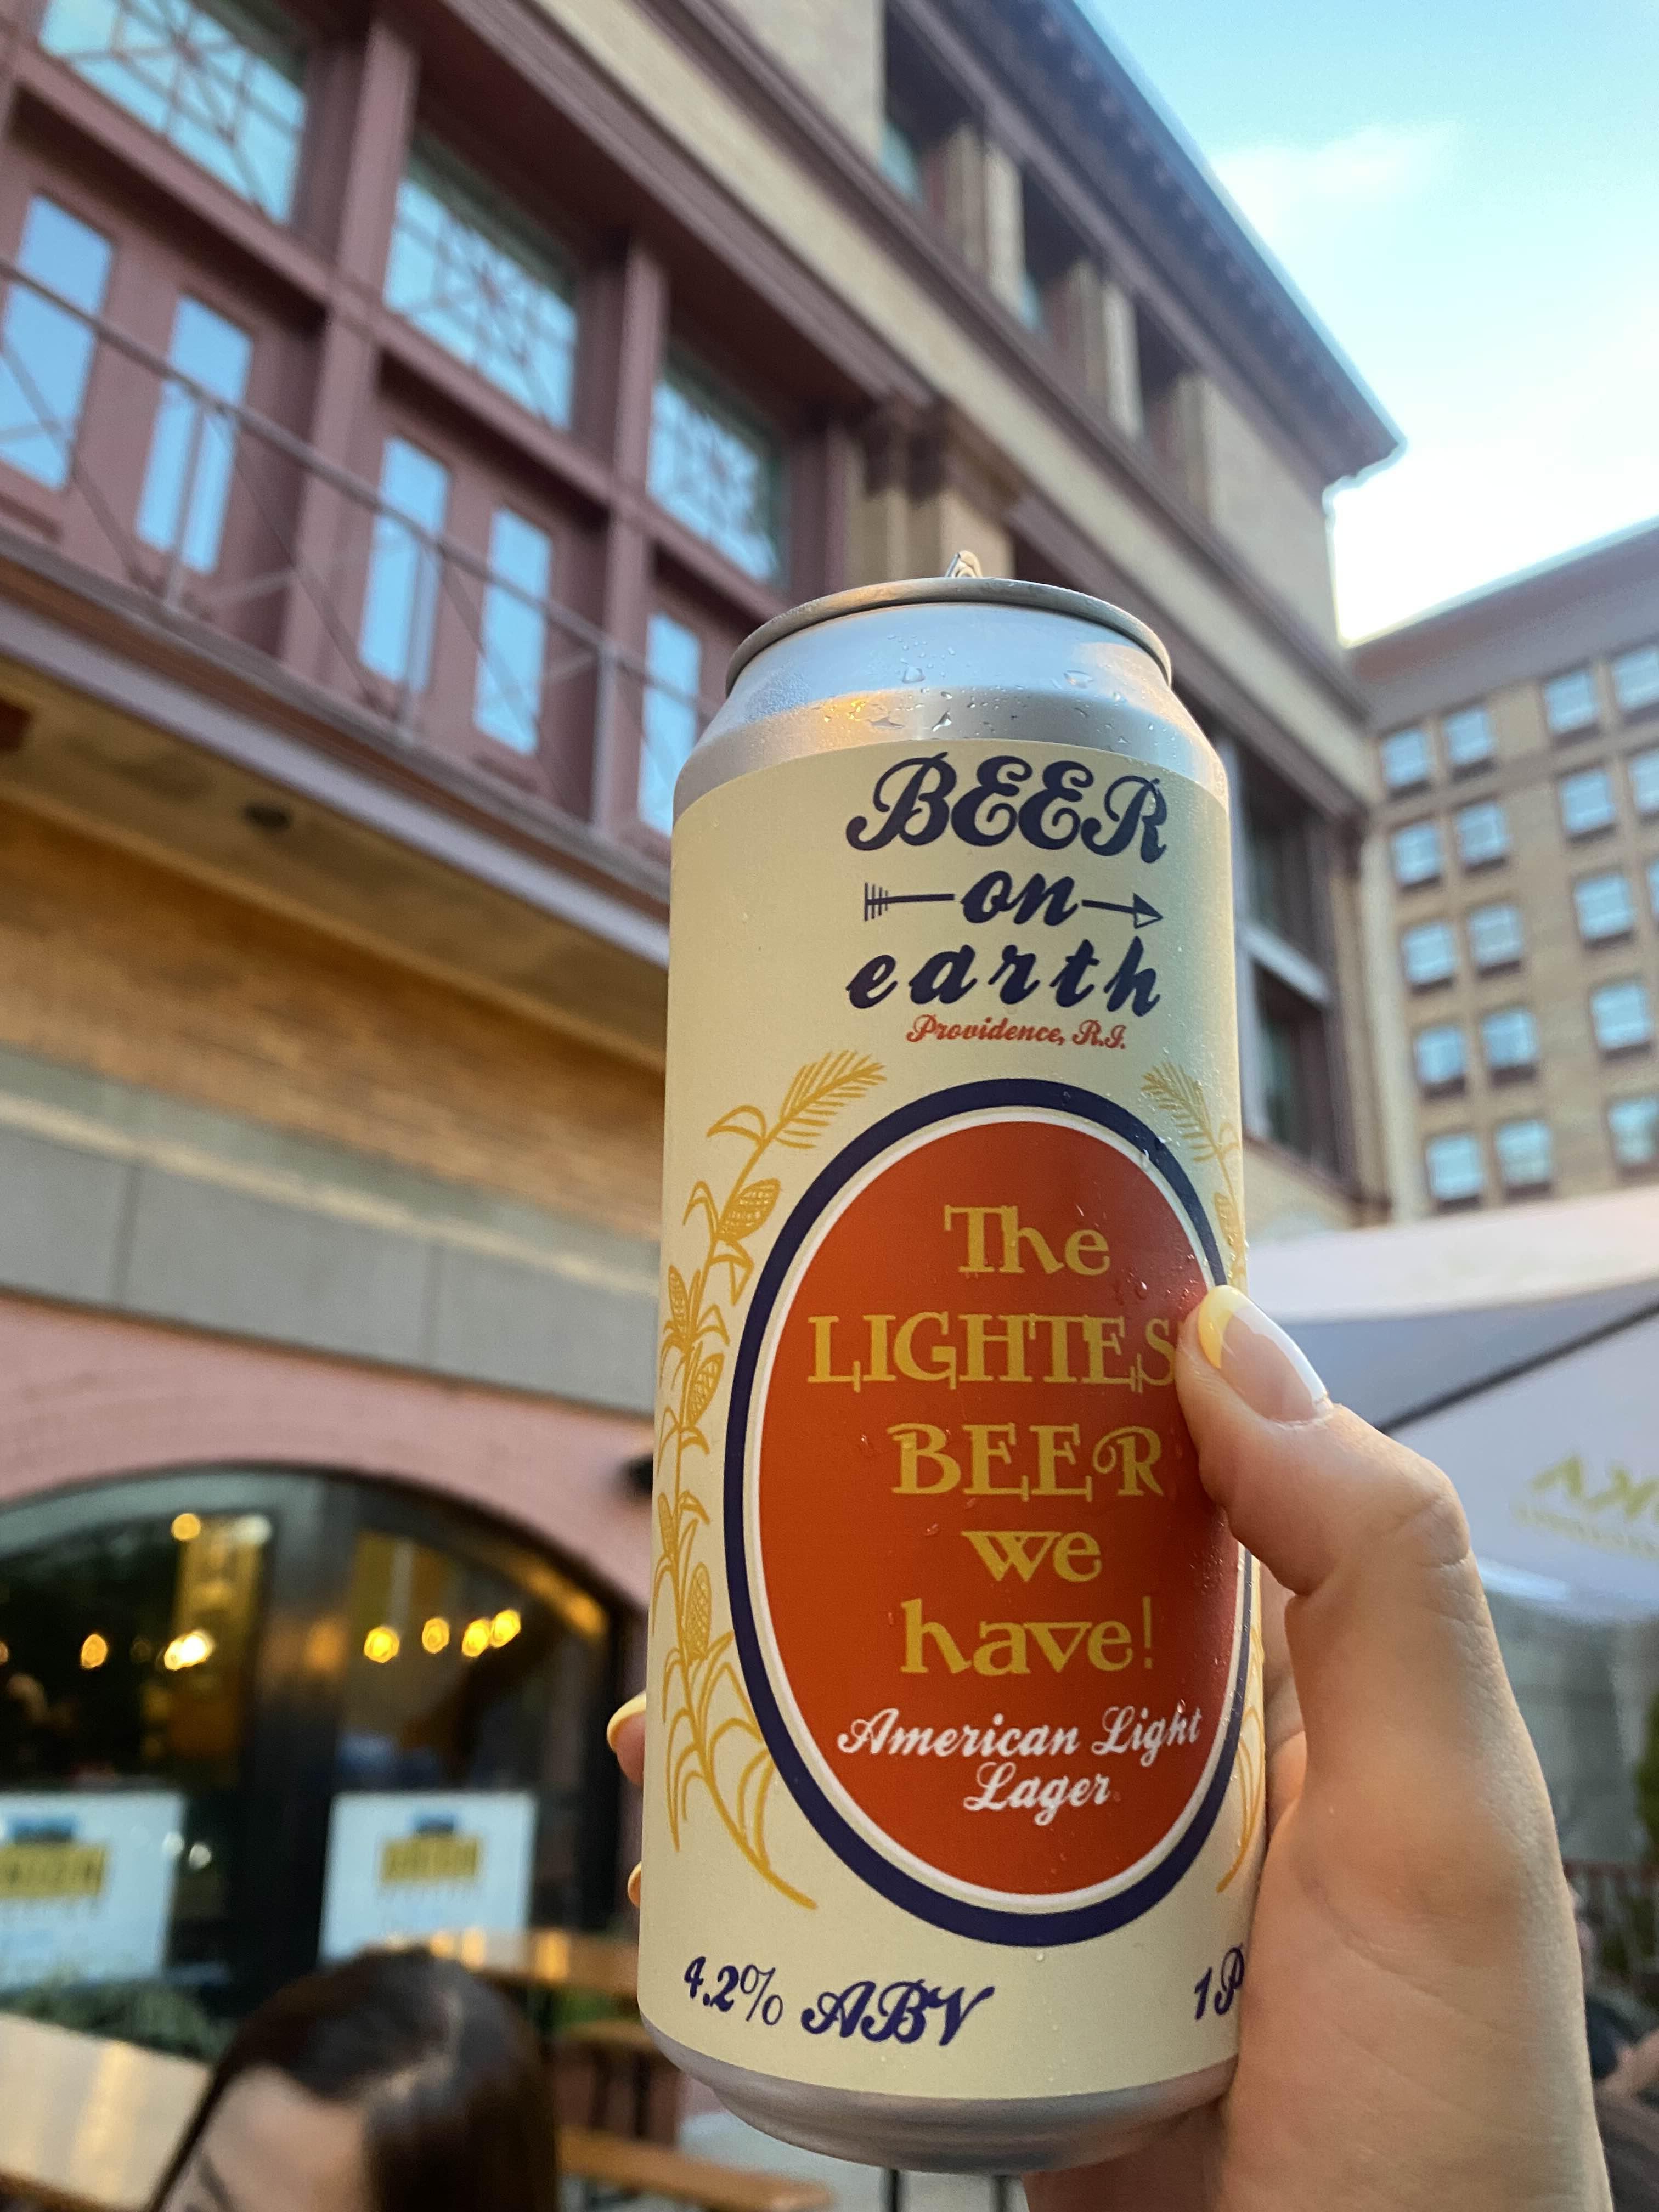 BEER
on
earth
Providence, R.I.
The
LIGHTES
BEER
we
have!
American Light
Lager
4.2% ABV
1P